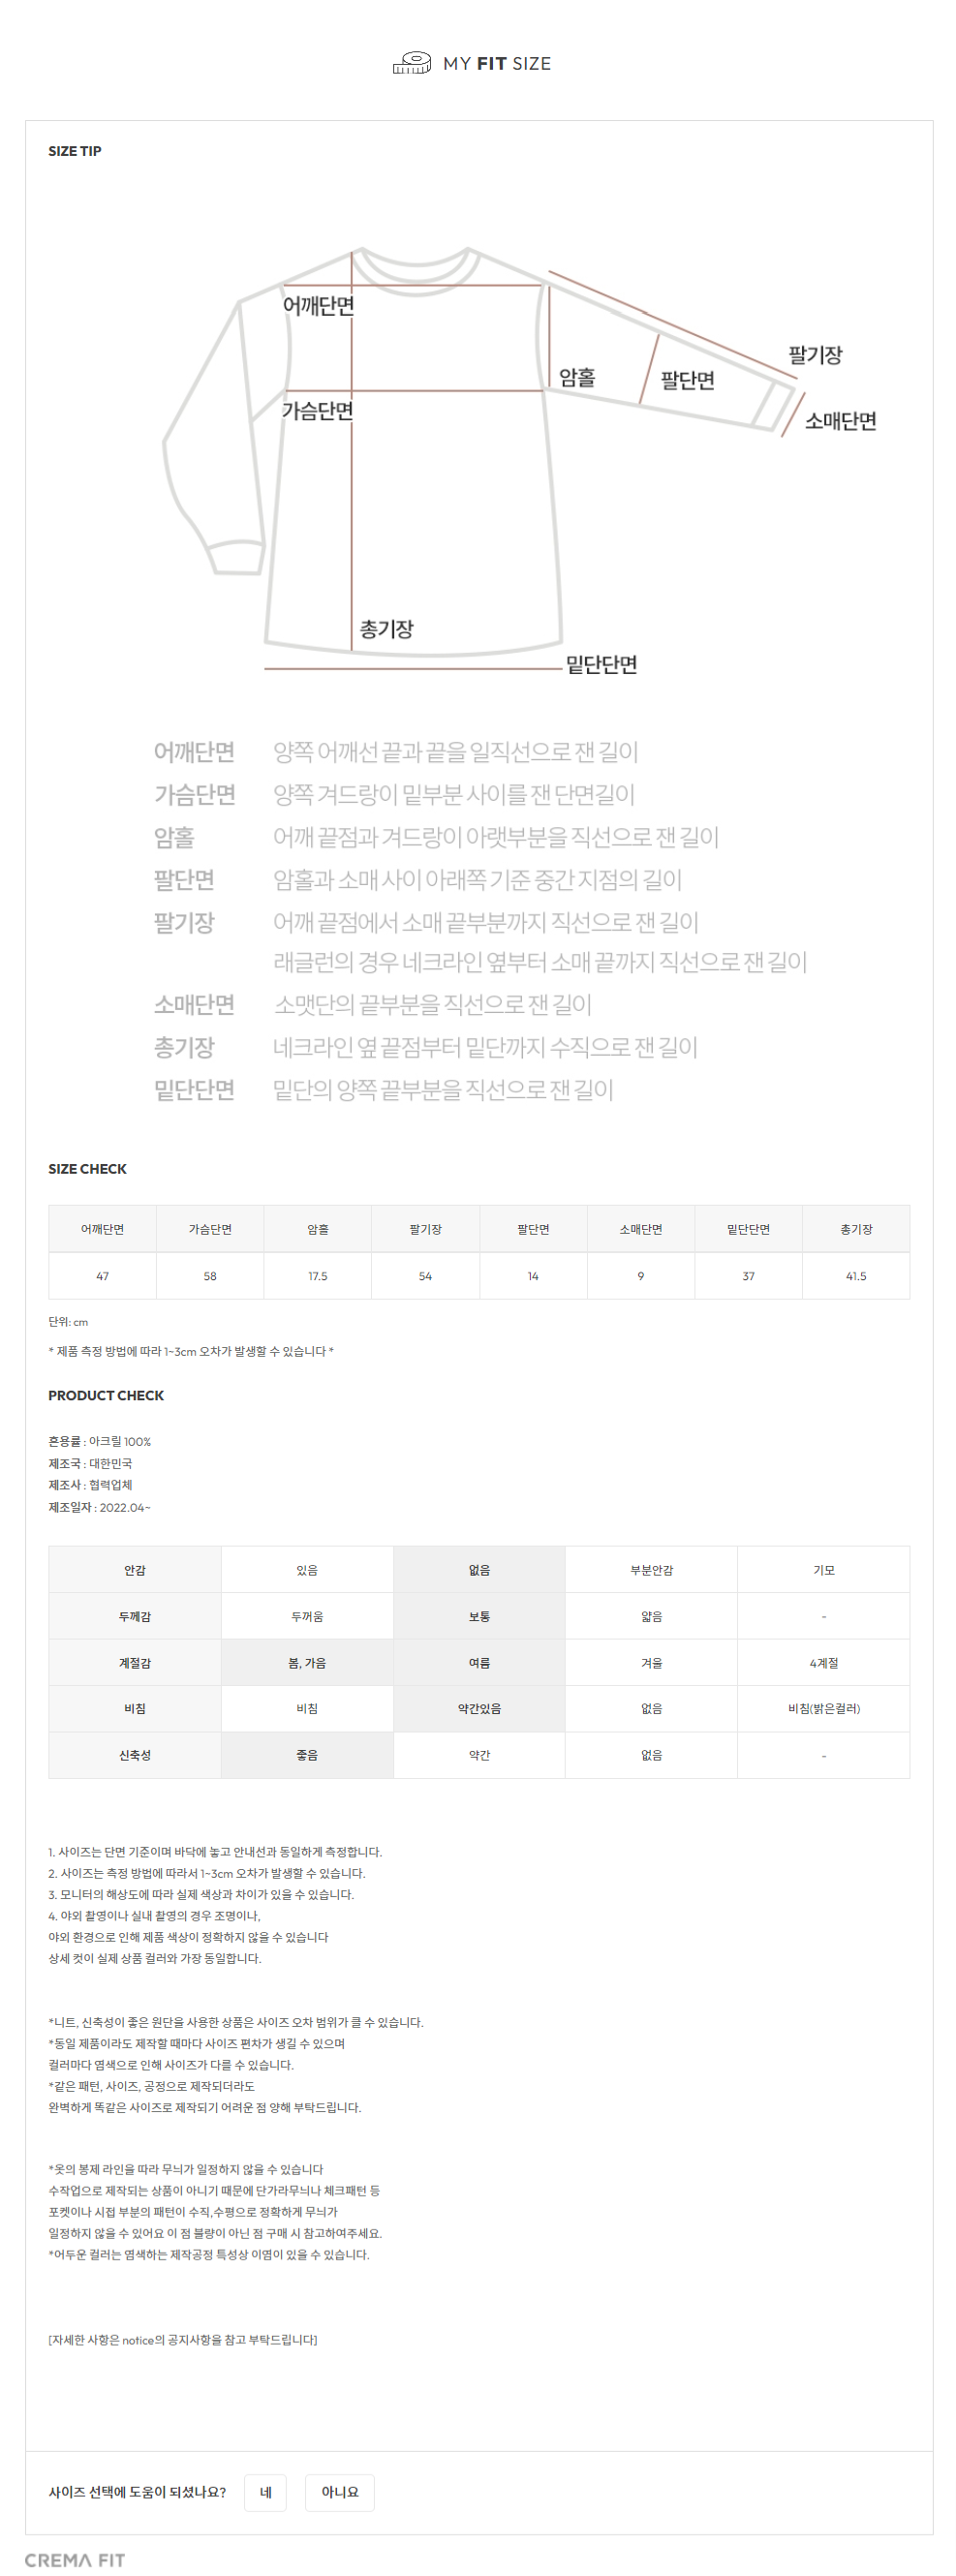 MY FIT SIZE
SIZE TIP
어깨단면
암홀
팔단면
팔기장
가슴단면
소매단면
총기장
밑단단면
어깨단면 양쪽 어깨선 끝과 끝을 일직선으로 잰 길이
가슴단면 양쪽 겨드랑이 밑부분 사이를 잰 단면길이
암홀 어깨 끝점과 겨드랑이 아랫부분을 직선으로 잰 길이
팔단면 암홀과 소매 사이 아래쪽 기준 중간 지점의 길이
팔기장 어깨 끝점에서 소매 끝부분까지 직선으로 잰 길이
래글런의 경우 네크라인 옆부터 소매 끝까지 직선으로 잰 길이
소매단면 소맷단의 끝부분을 직선으로 잰 길이
총기장 네크라인 옆 끝점부터 밑단까지 수직으로 잰 길이
밑단단면 밑단의 양쪽 끝부분을 직선으로 잰 길이
SIZE CHECK
어깨단면 가슴단면 암홀 팔기장 팔단면 소매단면 밑단단면 총기장
47 58 17.5 54 14 9 37 41.5
단위: cm
* 제품 측정 방법에 따라 1~3cm 오차가 발생할 수 있습니다 *
PRODUCT CHECK
혼용률 : 아크릴 100%
제조국 : 대한민국
제조사 : 협력업체
제조일자 : 2022.04~
안감 있음 없음 부분안감 기모
두께감 두꺼움 보통 얇음 -
계절감 봄, 가음 여름 겨울 4계절
비침 비침 약간있음 없음 비침(밝은컬러)
신축성 좋음 약간 없음 -
1. 사이즈는 단면 기준이며 바닥에 놓고 안내선과 동일하게 측정합니다.
2. 사이즈는 측정 방법에 따라서 1~3cm 오차가 발생할 수 있습니다.
3. 모니터의 해상도에 따라 실제 색상과 차이가 있을 수 있습니다.
4. 야외 촬영이나 실내 촬영의 경우 조명이나,
야외 환경으로 인해 제품 색상이 정확하지 않을 수 있습니다
상세 컷이 실제 상품 컬러와 가장 동일합니다.
*니트, 신축성이 좋은 원단을 사용한 상품은 사이즈 오차 범위가 클 수 있습니다.
*동일 제품이라도 제작할 때마다 사이즈 편차가 생길 수 있으며
컬러마다 염색으로 인해 사이즈가 다를 수 있습니다.
*같은 패턴, 사이즈, 공정으로 제작되더라도
완벽하게 똑같은 사이즈로 제작되기 어려운 점 양해 부탁드립니다.
*옷의 봉제 라인을 따라 무늬가 일정하지 않을 수 있습니다
수작업으로 제작되는 상품이 아니기 때문에 단가라무늬나 체크패턴 등
포켓이나 시접 부분의 패턴이 수직,수평으로 정확하게 무늬가
일정하지 않을 수 있어요 이 점 불량이 아닌 점 구매 시 참고하여주세요.
*어두운 컬러는 염색하는 제작공정 특성상 이염이 있을 수 있습니다.
[자세한 사항은 notice의 공지사항을 참고 부탁드립니다]
사이즈 선택에 도움이 되셨나요? 네 아니요
CREMA FIT